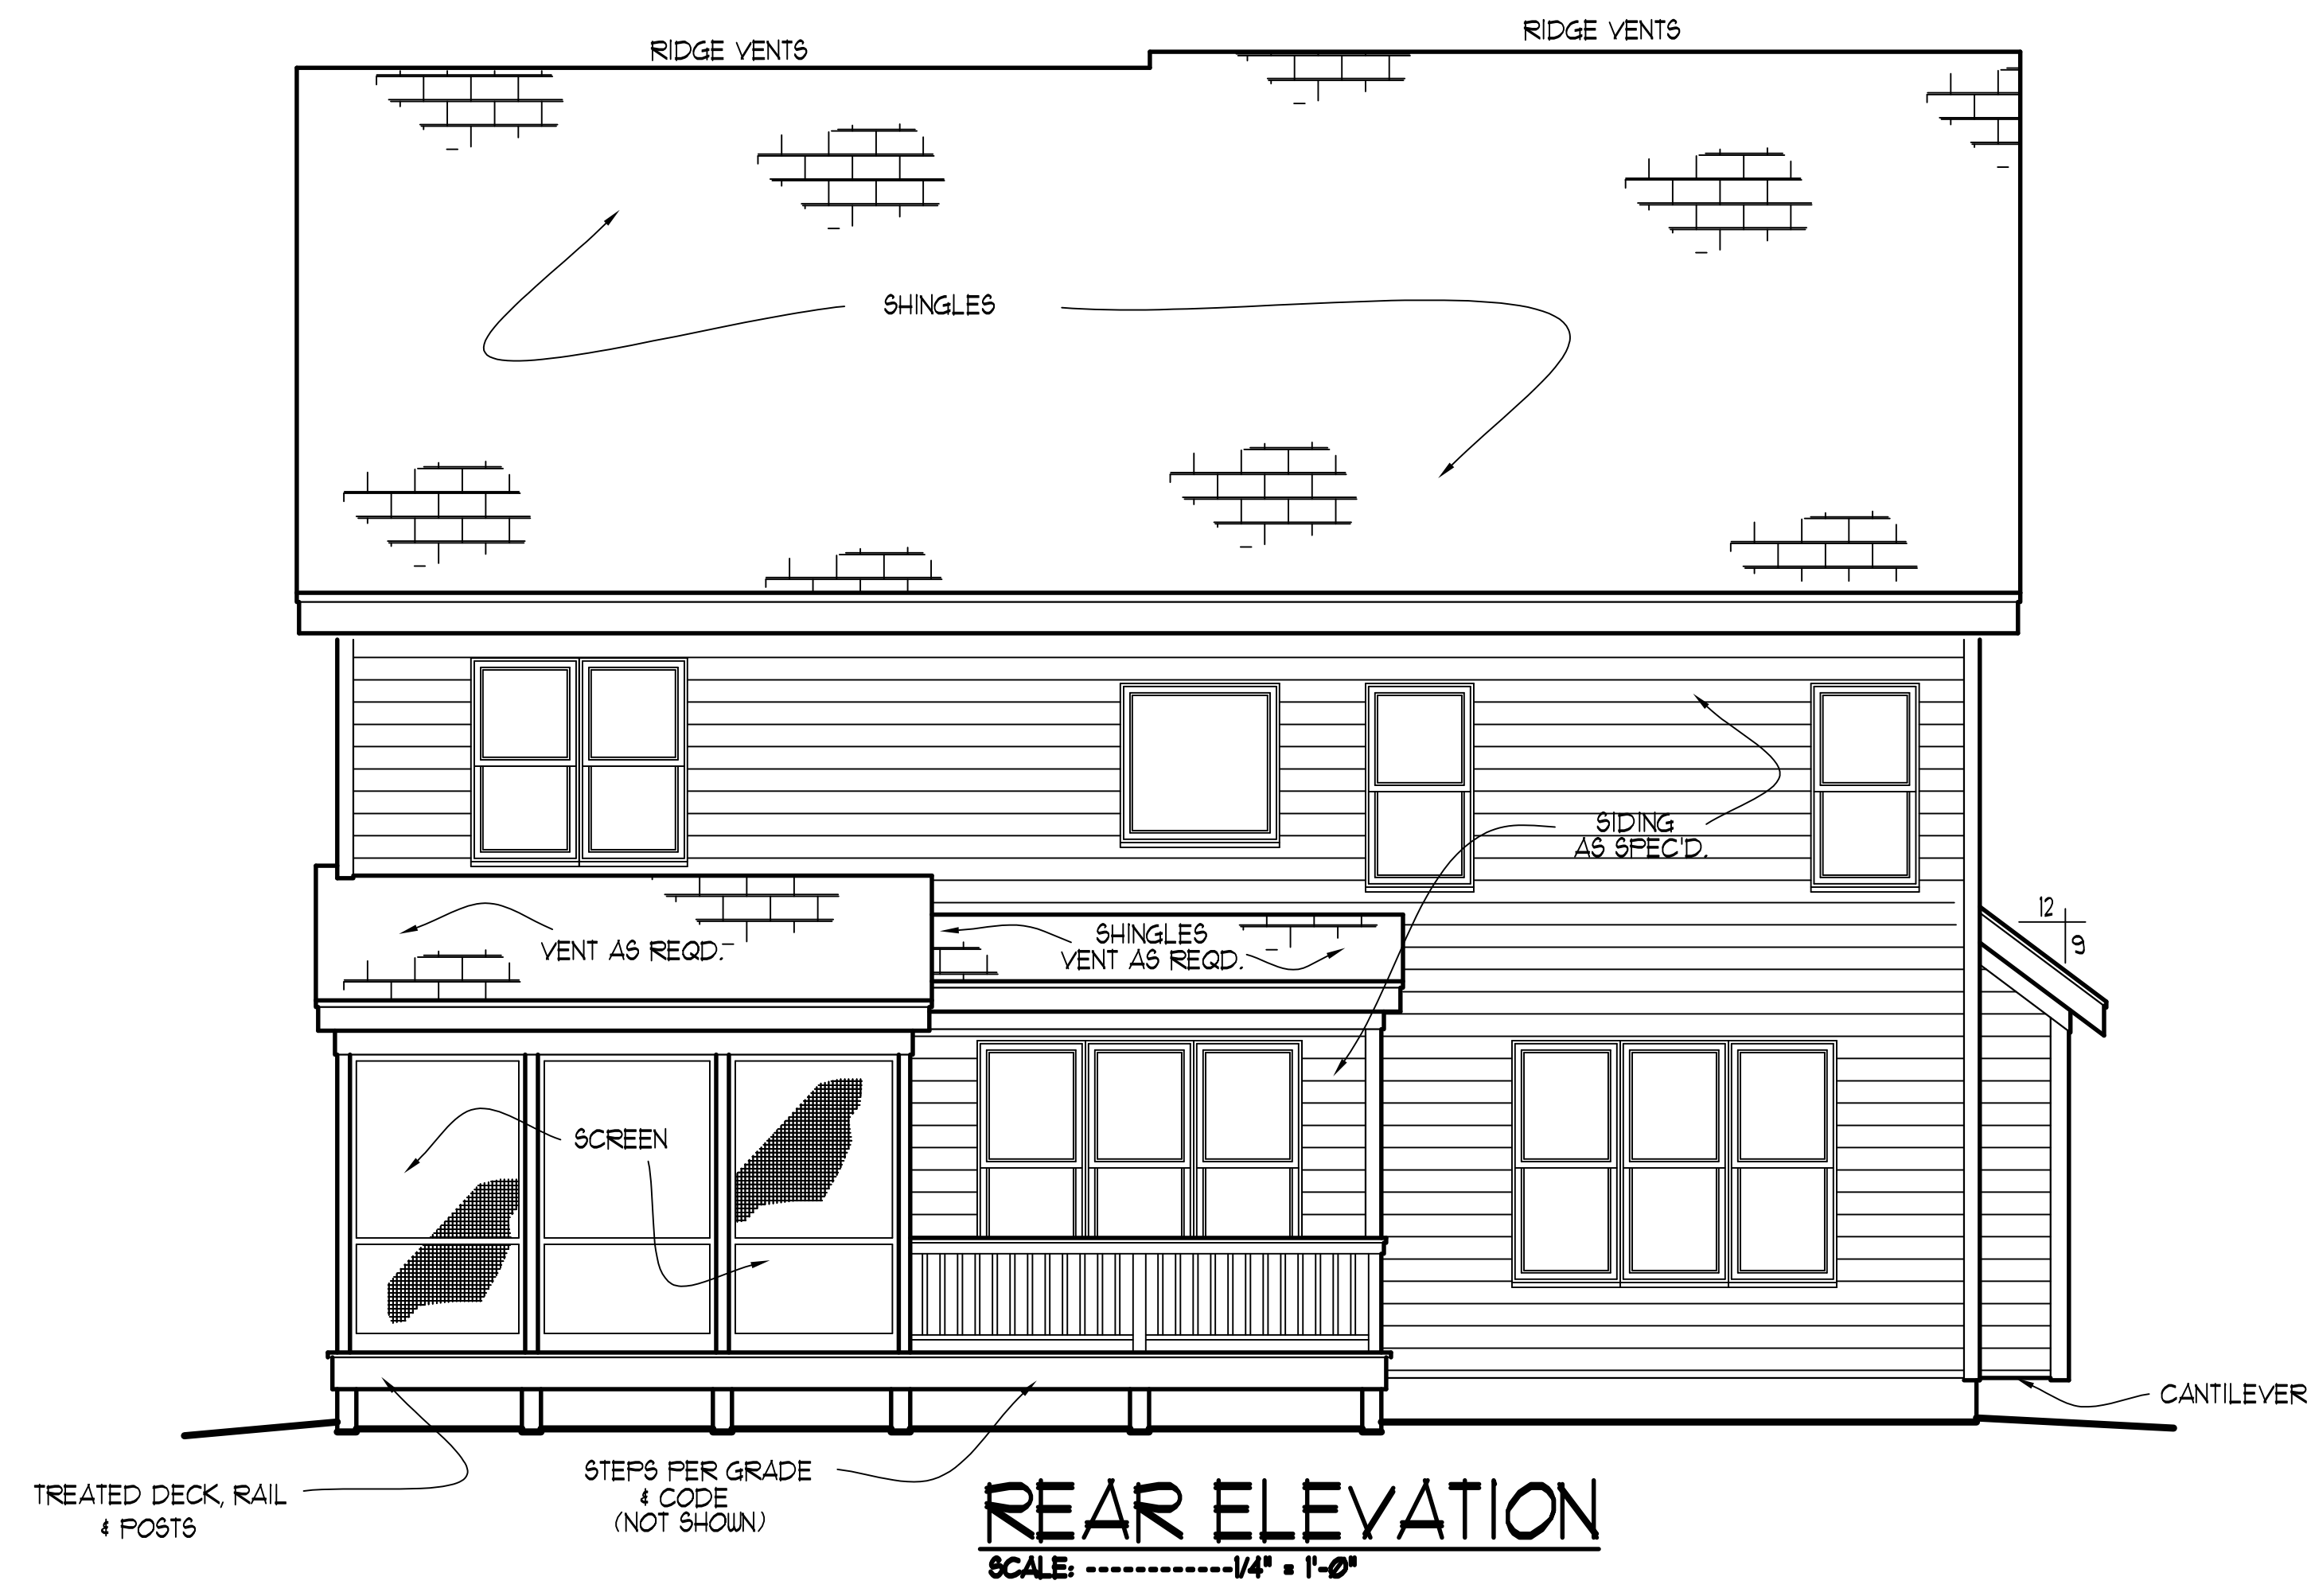 RIDGE VENTS
RIDGE VENTS
SHINGLES
SIDING
AS SPEC'D.
12
9
SHINGLES
VENT AS REQD.
VENT AS REQD.
SCREEN
CANTILEVER
TREATED DECK, RAIL
& POSTS
STEPS PER GRADE
& CODE
(NOT SHOWN)
REAR ELEVATION
SCALE: -------------1/4" = 1'-0"